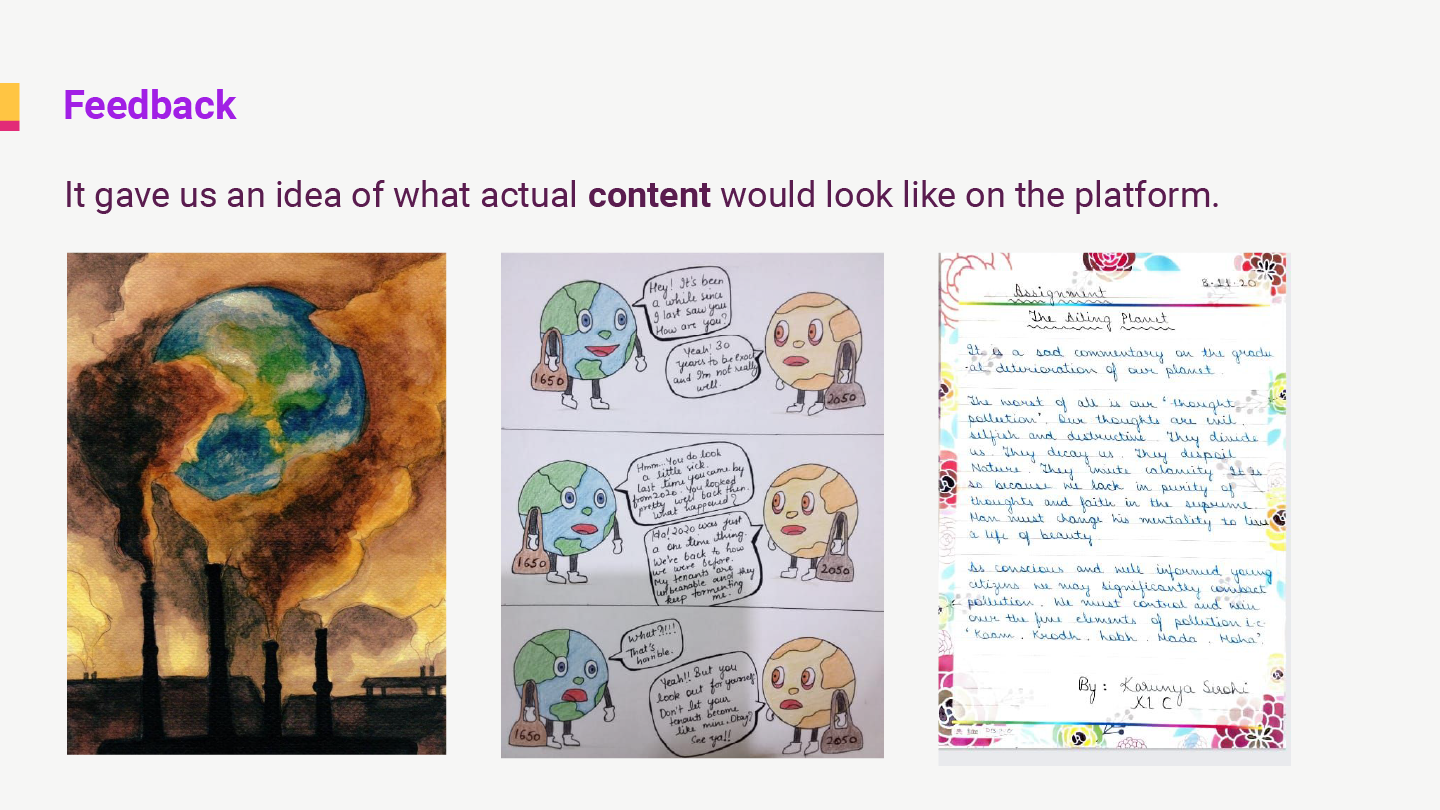 Feedback
It gave us an idea of what actual content would look like on the platform.
Hey! It's been
a while since
I last saw you
How are you?
Yeah! 30
years to be exact
and I'm not really
well.
1650
2050
Hmm...You do look
a little sick.
last time you came by
from 2020. You looked
pretty well back then.
What happened?
No! 2020 was just
a one time thing.
We're back to how
we were before.
My tenants are
unbearable and they
keep tormenting
me.
1650
2050
What?!!!!
That's
horrible.
Yeah!! But you
look out for yourself
Don't let your
tenants become
like mine. Okay?
See ya!!
1650
2050
Assignment
The Ailing Planet
It is a sad commentary on the gradu
-al deterioration of our planet.
The worst of all is our 'thought
pollution'. Our thoughts are evil,
selfish and destructive. They divide
us. They decay us. They despoil
Nature. They invite calamity. It is
so because we lack in purity of
thoughts and faith in the supreme.
Man must change his mentality to
a life of beauty.
As conscious and well informed young
citizens we may significantly combat
pollution. We must control and win
over the five elements of pollution i.e.
'Kaam, Krodh, Lobh, Mada, Moha'.
By: Karunya Sirohi
XI C